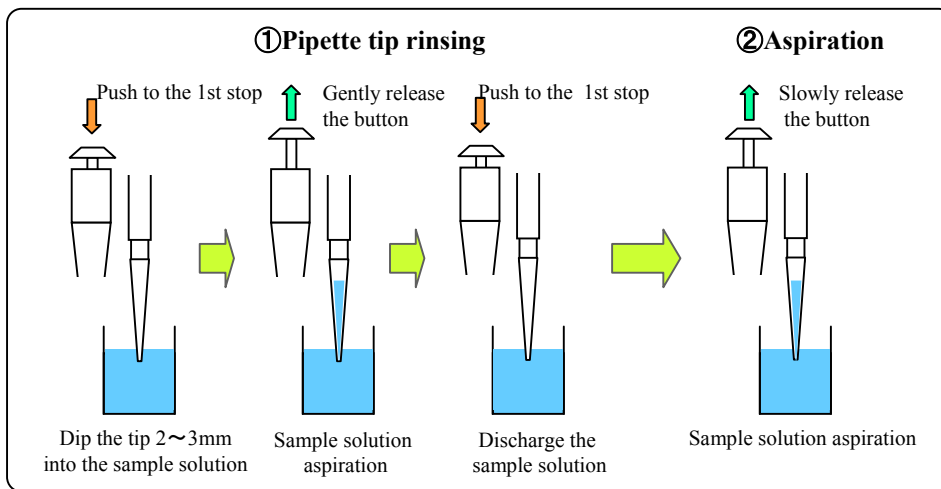 ①Pipette tip rinsing
②Aspiration
Push to the 1st stop
Gently release
the button
Push to the 1st stop
Slowly release
the button
Dip the tip 2～3mm
into the sample solution
Sample solution
aspiration
Discharge the
sample solution
Sample solution aspiration